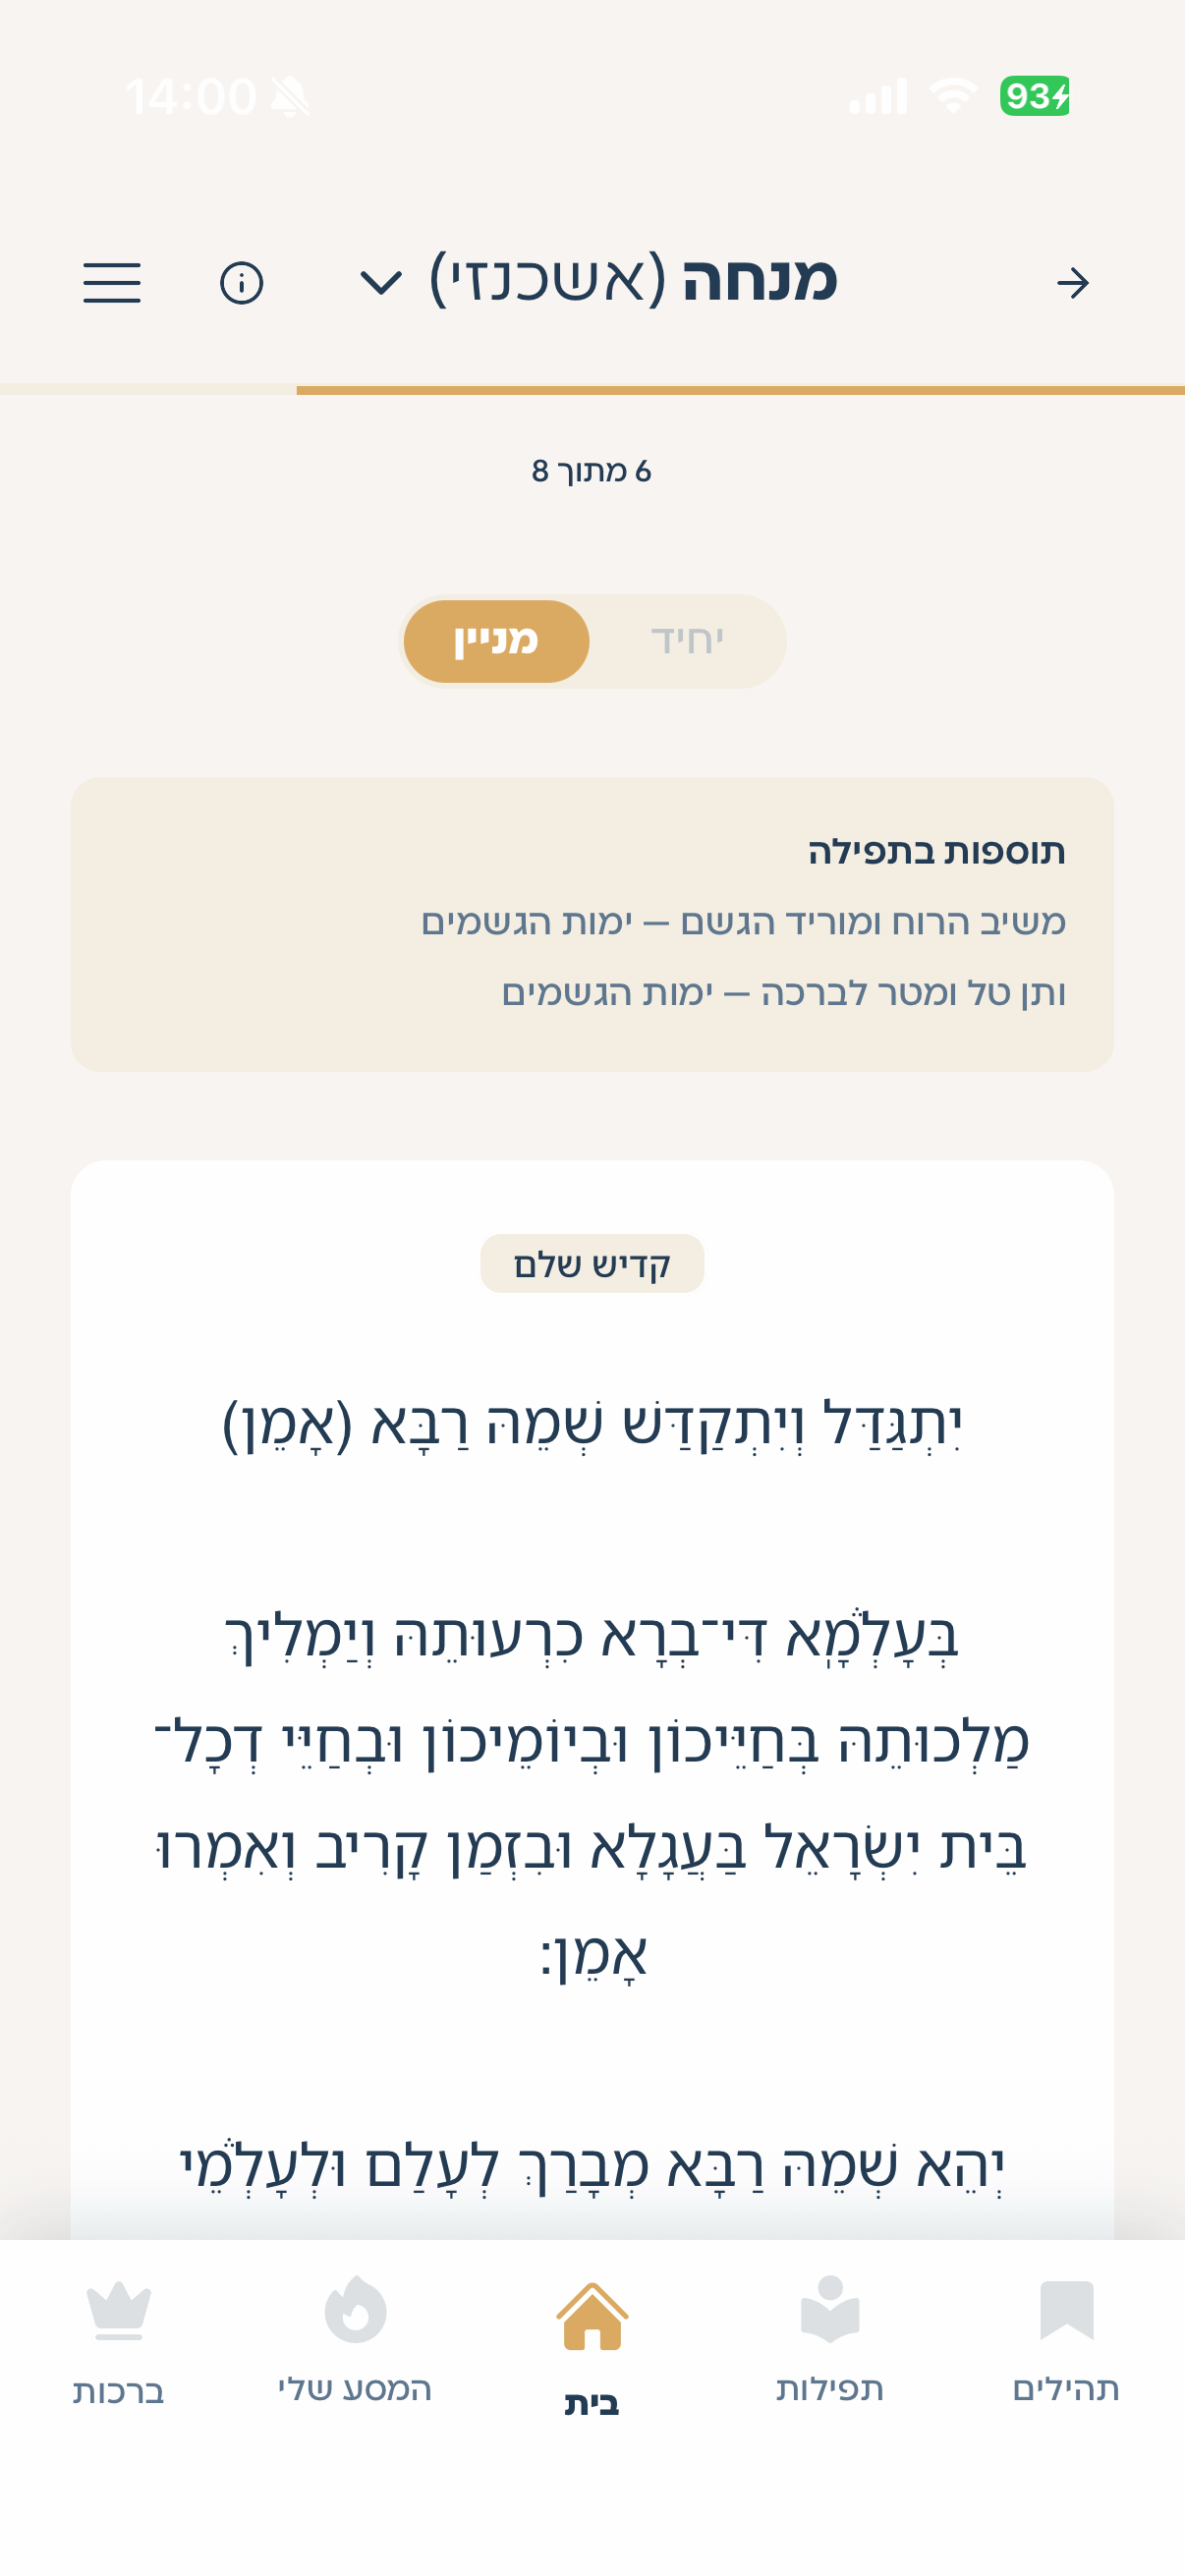 14:00
93
מנחה (אשכנזי)
6 מתוך 8
יחיד
מניין
תוספות בתפילה
משיב הרוח ומוריד הגשם – ימות הגשמים
ותן טל ומטר לברכה – ימות הגשמים
קדיש שלם
יִתְגַּדַּל וְיִתְקַדַּשׁ שְׁמֵהּ רַבָּא (אָמֵן)
בְּעָלְ֒מָֽא דִּי־בְרָא כִרְעוּתֵהּ וְיַמְלִיךְ
מַלְכוּתֵהּ בְּחַיֵּיכוֹן וּבְיוֹמֵיכוֹן וּבְחַיֵּי דְכָל־
בֵּית יִשְׂרָאֵל בַּעֲגָלָא וּבִזְמַן קָרִיב וְאִמְרוּ
אָמֵן:
יְהֵא שְׁמֵהּ רַבָּא מְבָרַךְ לְעָלַם וּלְעָלְ֒מֵי
תהילים
תפילות
בית
המסע שלי
ברכות